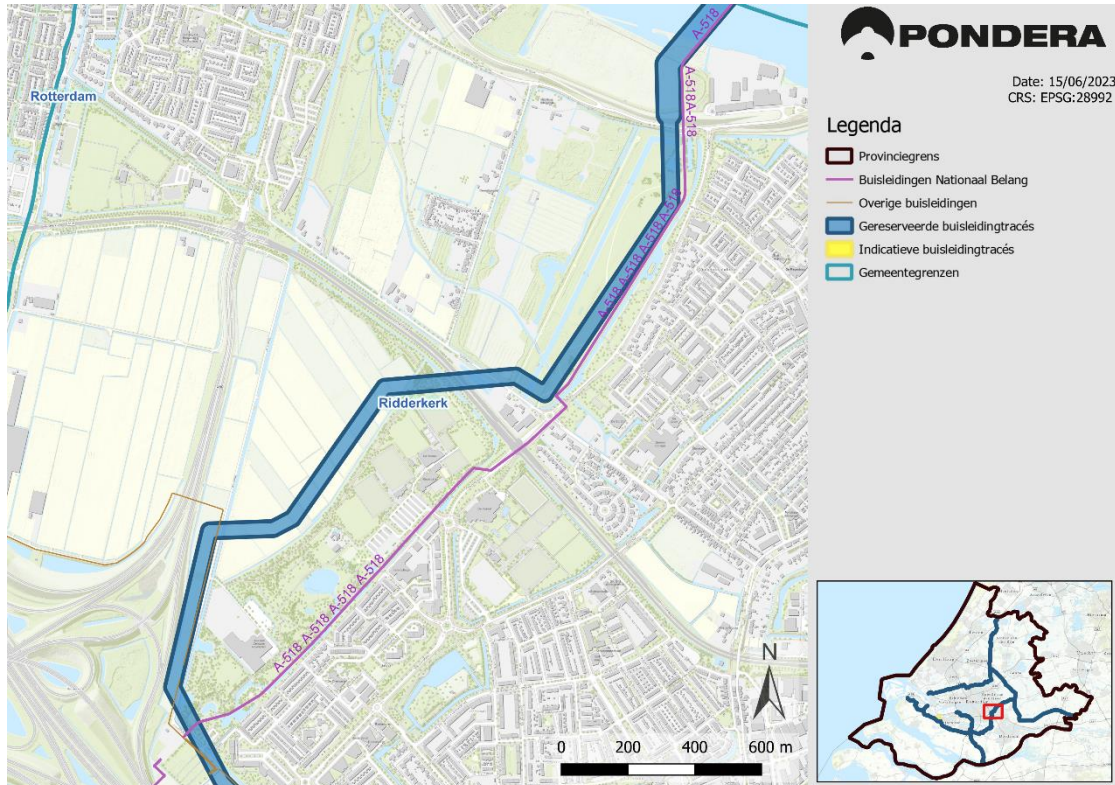 PONDERA
Date: 15/06/2023
CRS: EPSG:28992
Legenda
Provinciegrens
Buisleidingen Nationaal Belang
Overige buisleidingen
Gereserveerde buisleidingtracés
Indicatieve buisleidingtracés
Gemeentegrenzen
Rotterdam
Ridderkerk
A-518
A-518A-518
A-518 A-518 A-518 A-518
A-518 A-518 A-518 A-518
N
0 200 400 600 m